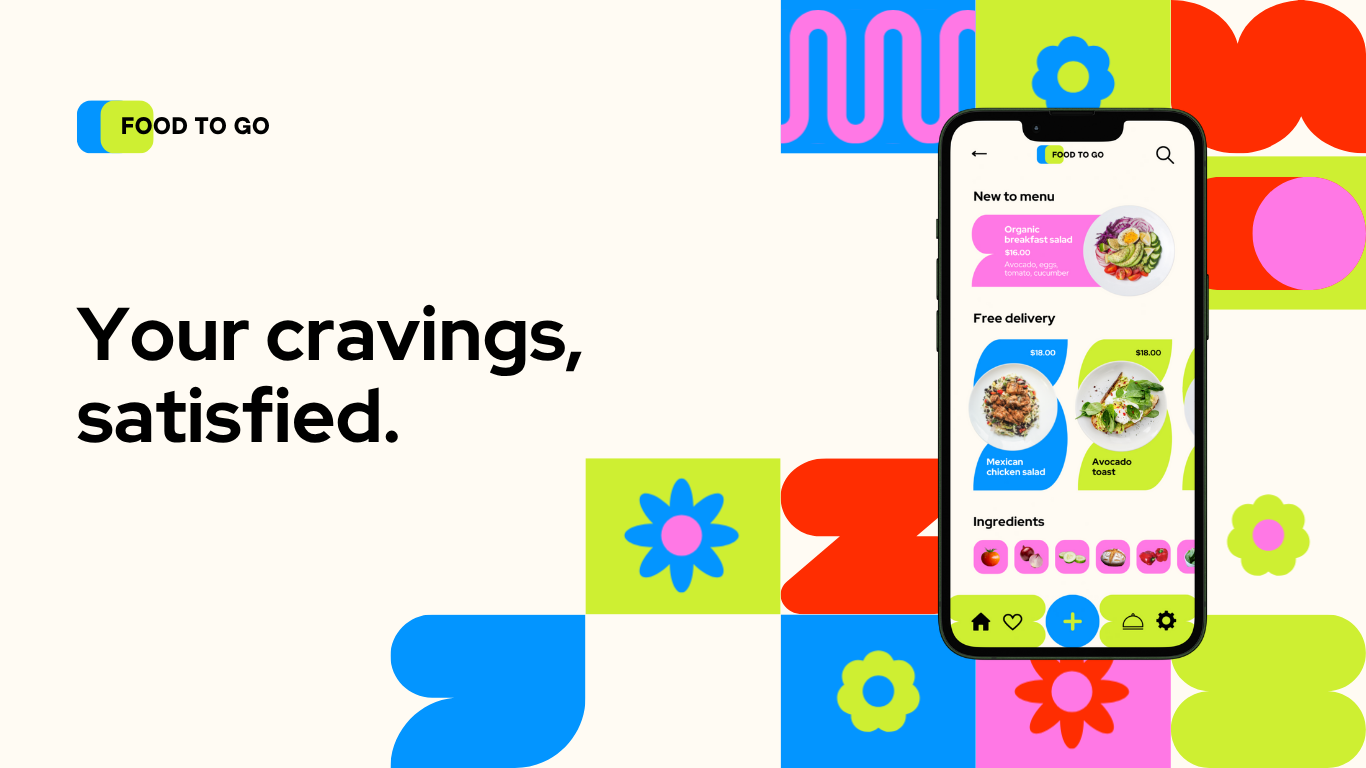 FOOD TO GO
Your cravings,
satisfied.
FOOD TO GO
New to menu
Organic
breakfast salad
$16.00
Avocado, eggs,
tomato, cucumber
Free delivery
$18.00
Mexican
chicken salad
$18.00
Avocado
toast
Ingredients